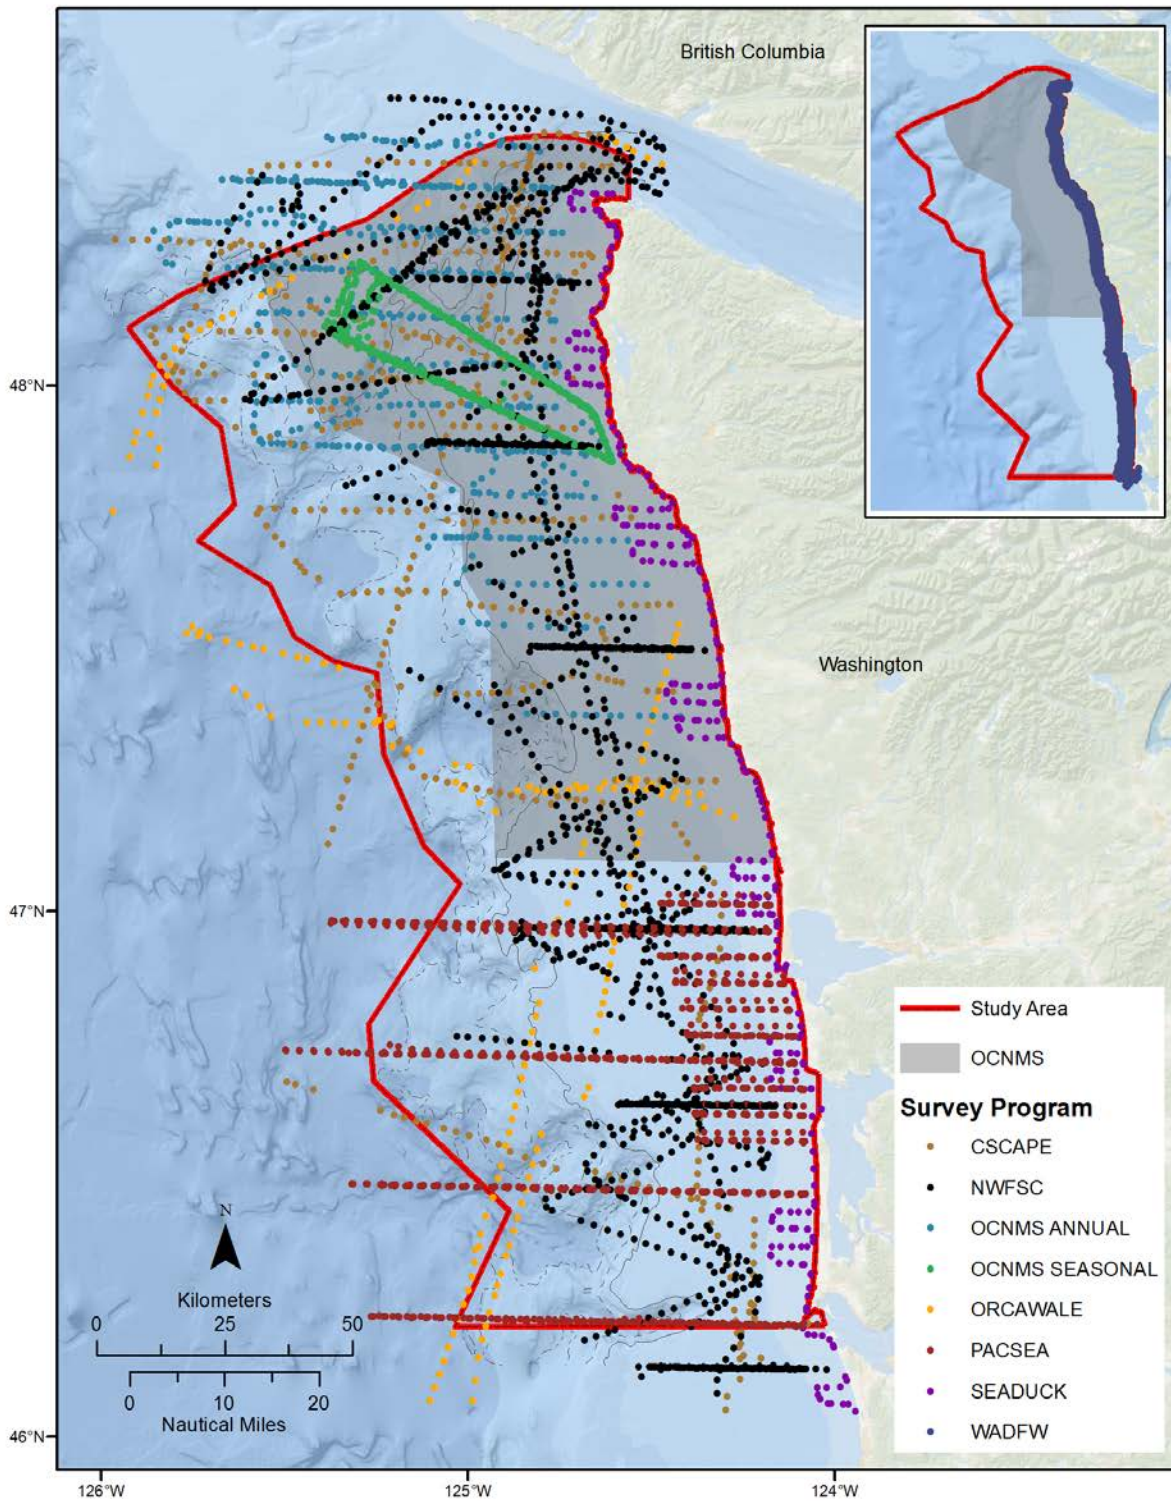 British Columbia
48°N
Washington
47°N
Study Area
OCNMS
Survey Program
CSCAPE
NWFSC
OCNMS ANNUAL
OCNMS SEASONAL
ORCAWALE
PACSEA
SEADUCK
WADFW
N
Kilometers
0 25 50
0 10 20
Nautical Miles
46°N
126°W 125°W 124°W